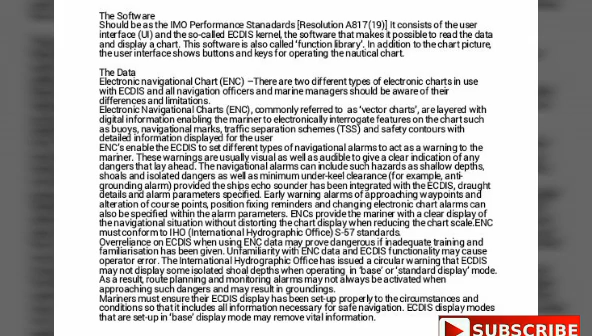 The Software
Should be as the IMO Performance Stanadards [Resolution A817(19)] It consists of the user
interface (UI) and the so-called ECDIS kernel, the software that makes it possible to read the data
and display a chart. This software is also called 'function library'. In addition to the chart picture,
the user interface shows buttons and keys for operating the nautical chart.
The Data
Electronic navigational Chart (ENC) –There are two different types of electronic charts in use
with ECDIS and all navigation officers and marine managers should be aware of their
differences and limitations.
Electronic Navigational Charts (ENC), commonly referred to as 'vector charts', are layered with
digital information enabling the mariner to electronically interrogate features on the chart such
as buoys, navigational marks, traffic separation schemes (TSS) and safety contours with
detailed information displayed for the user
ENC's enable the ECDIS to set different types of navigational alarms to act as a warning to the
mariner. These warnings are usually visual as well as audible to give a clear indication of any
dangers that lay ahead. The navigational alarms can include such hazards as shallow depths,
shoals and isolated dangers as well as minimum under-keel clearance (for example, anti-
grounding alarm) provided the ships echo sounder has been integrated with the ECDIS, draught
details and alarm parameters specified. Early warning alarms of approaching waypoints and
alteration of course points, position fixing reminders and changing electronic chart alarms can
also be specified within the alarm parameters. ENCs provide the mariner with a clear display of
the navigational situation without distorting the chart display when reducing the chart scale.ENC
must conform to IHO (International Hydrographic Office) S-57 standards.
Overreliance on ECDIS when using ENC data may prove dangerous if inadequate training and
familiarisation has been given. Unfamiliarity with ENC data and ECDIS functionality may cause
operator error. The International Hydrographic Office has issued a circular warning that ECDIS
may not display some isolated shoal depths when operating in 'base' or 'standard display' mode.
As a result, route planning and monitoring alarms may not always be activated when
approaching such dangers and may result in groundings.
Mariners must ensure their ECDIS display has been set-up properly to the circumstances and
conditions so that it includes all information necessary for safe navigation. ECDIS display modes
that are set-up in 'base' display mode may remove vital information.
SUBSCRIBE